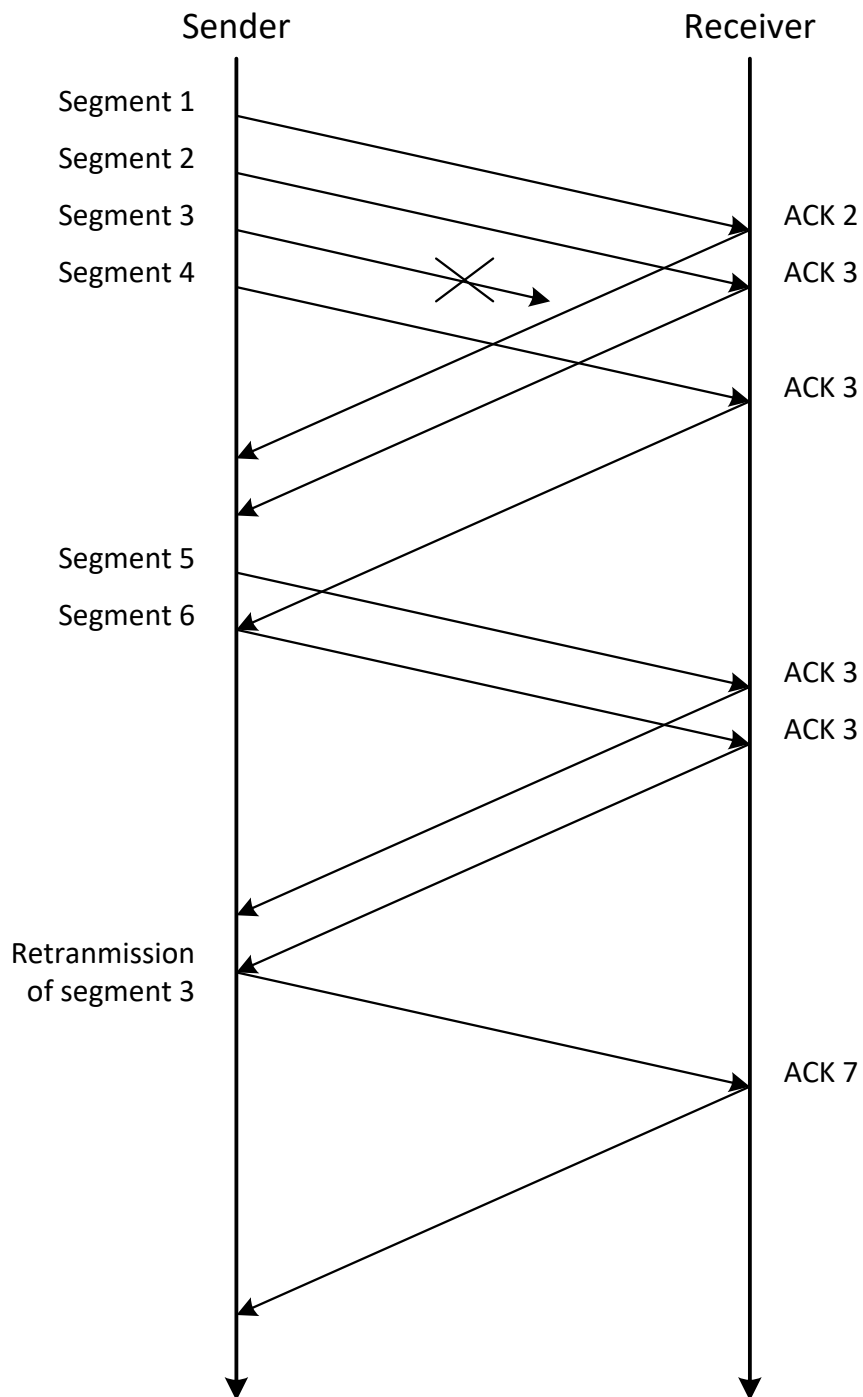 Sender
Receiver
Segment 1
Segment 2
Segment 3
ACK 2
Segment 4
ACK 3
ACK 3
Segment 5
Segment 6
ACK 3
ACK 3
Retranmission
of segment 3
ACK 7